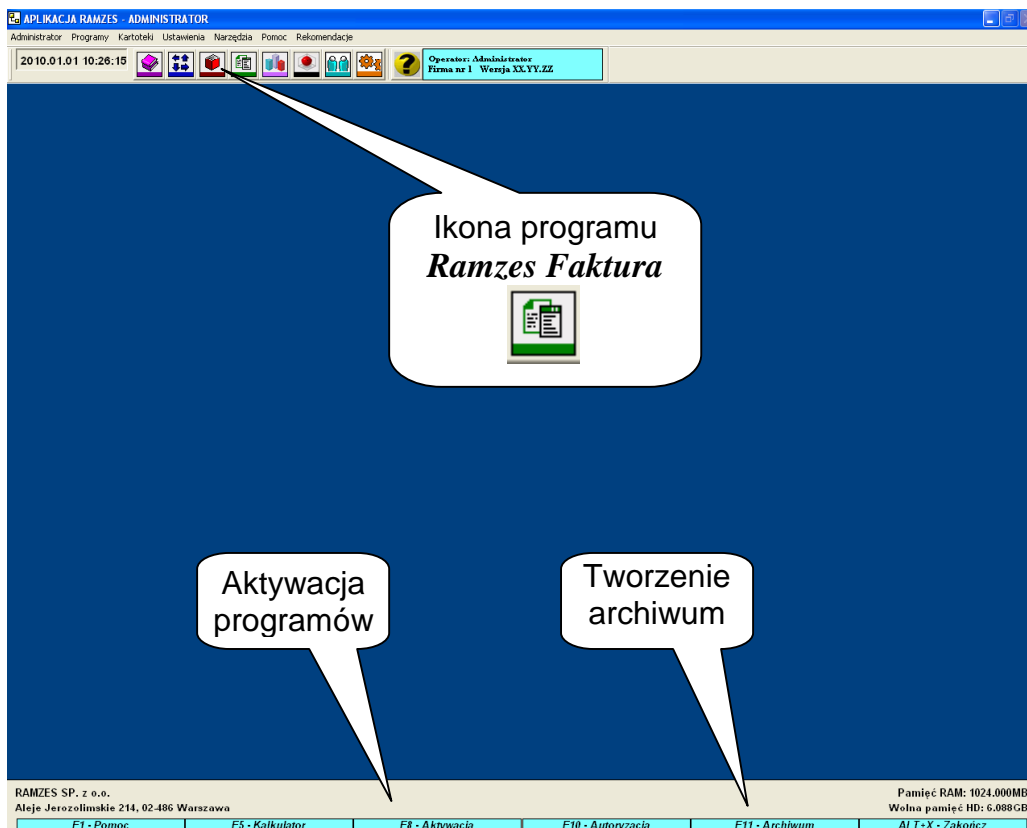 APLIKACJA RAMZES - ADMINISTRATOR
Administrator Programy Kartoteki Ustawienia Narzędzia Pomoc Rekomendacje
2010.01.01 10:26:15
Operator: Administrator
Firma nr 1 Wersja XX.YY.ZZ
Ikona programu
Ramzes Faktura
Aktywacja
programów
Tworzenie
archiwum
RAMZES SP. z o.o.
Aleje Jerozolimskie 214, 02-486 Warszawa
Pamięć RAM: 1024.000MB
Wolna pamięć HD: 6.088GB
F1 - Pomoc F5 - Kalkulator F8 - Aktywacja F10 - Autoryzacja F11 - Archiwum ALT+X - Zakończ